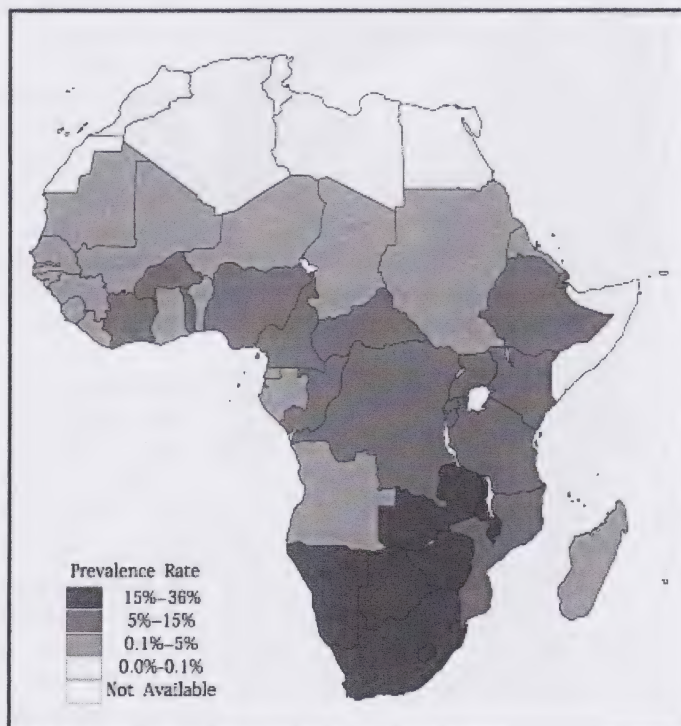 Prevalence Rate
15%–36%
5%–15%
0.1%–5%
0.0%-0.1%
Not Available